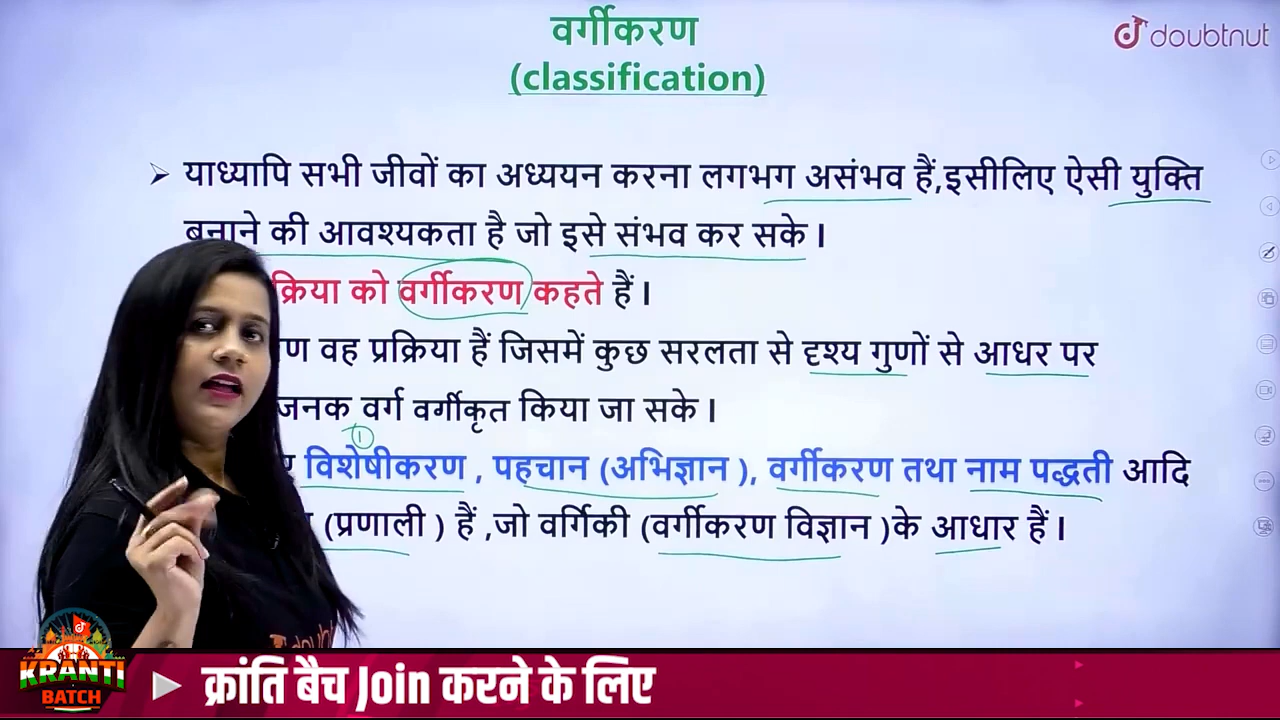 वर्गीकरण
(classification)
doubtnut
याध्यापि सभी जीवों का अध्ययन करना लगभग असंभव हैं,इसीलिए ऐसी युक्ति
बनाने की आवश्यकता है जो इसे संभव कर सके I
क्रिया को वर्गीकरण कहते हैं I
वह प्रक्रिया हैं जिसमें कुछ सरलता से दृश्य गुणों से आधर पर
वर्ग वर्गीकृत किया जा सके I
1
विशेषीकरण , पहचान (अभिज्ञान ), वर्गीकरण तथा नाम पद्धती आदि
(प्रणाली ) हैं ,जो वर्गिकी (वर्गीकरण विज्ञान )के आधार हैं I
KRANTI
BATCH
क्रांति बैच Join करने के लिए